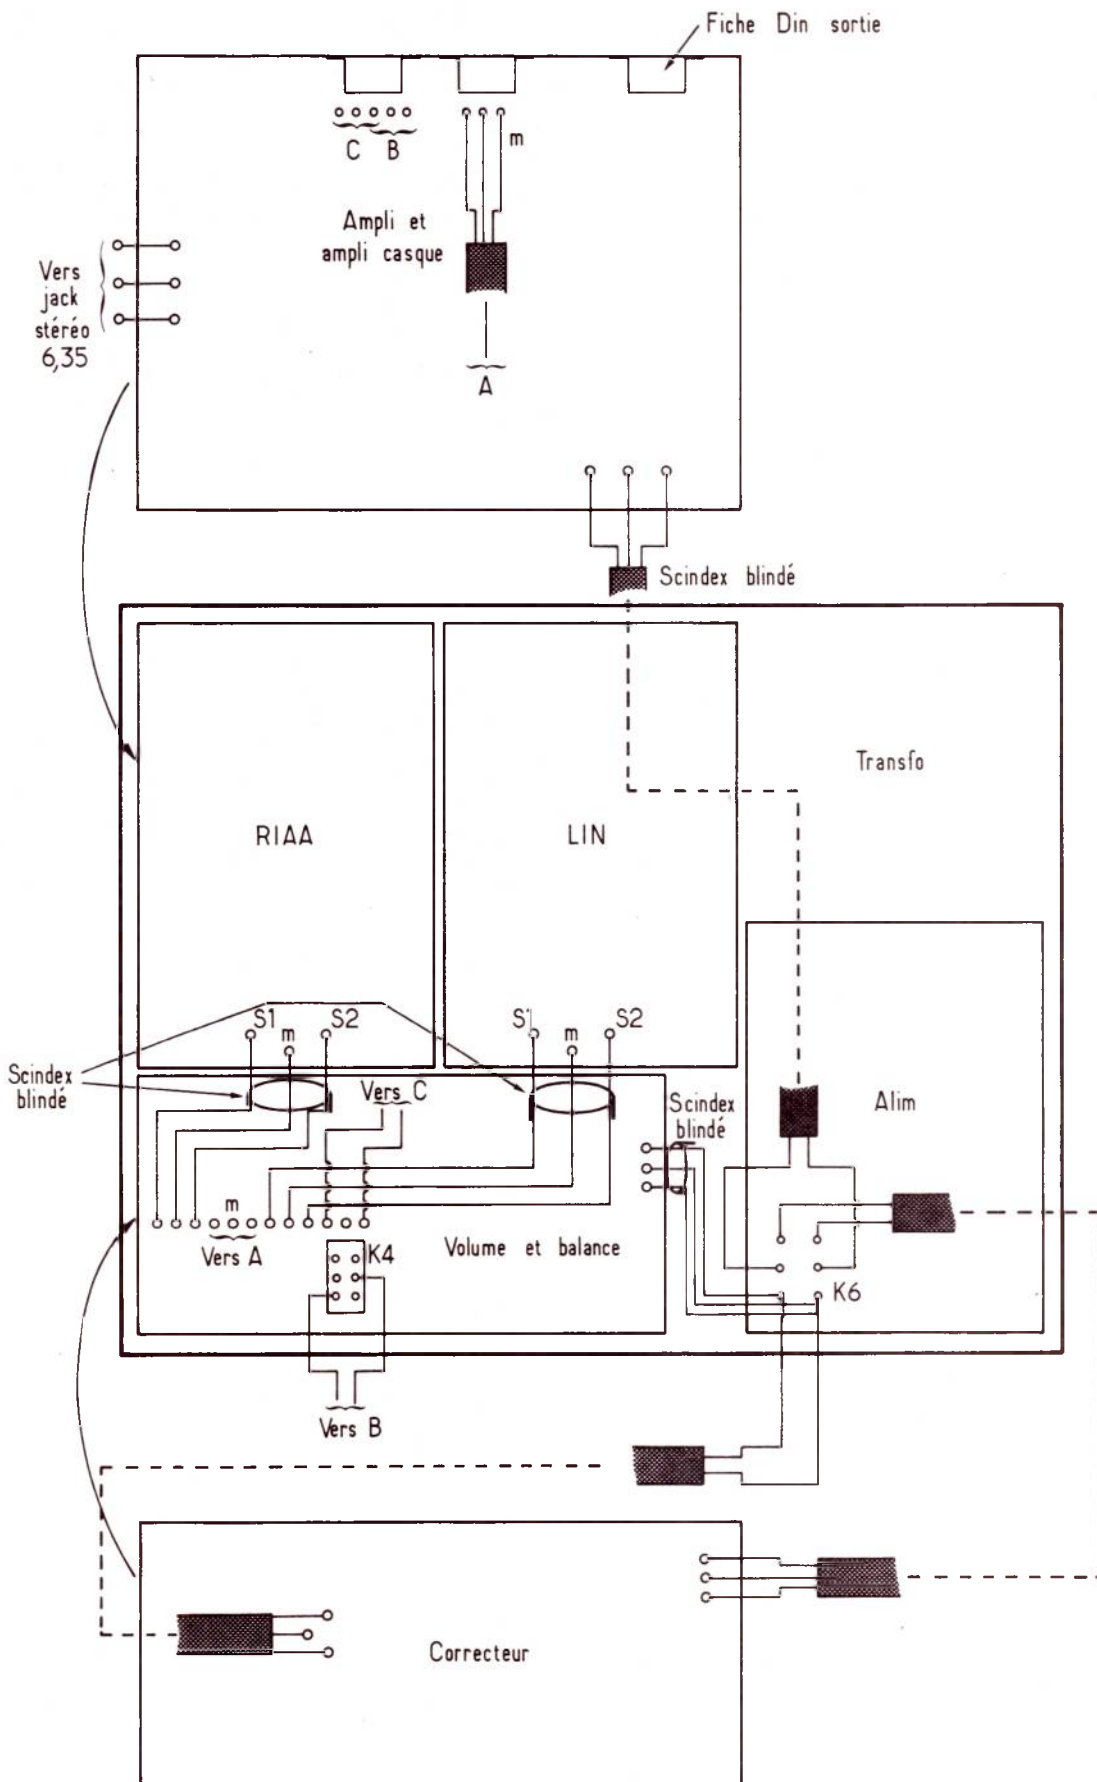 Fiche Din sortie
C B
m
Ampli et
ampli casque
Vers
jack
stéréo
6,35
A
Scindex blindé
Transfo
RIAA
LIN
S1
m
S2
S1
m
S2
Scindex
blindé
Vers C
Scindex
blindé
Alim
m
Vers A
K4
Volume et balance
K6
Vers B
Correcteur